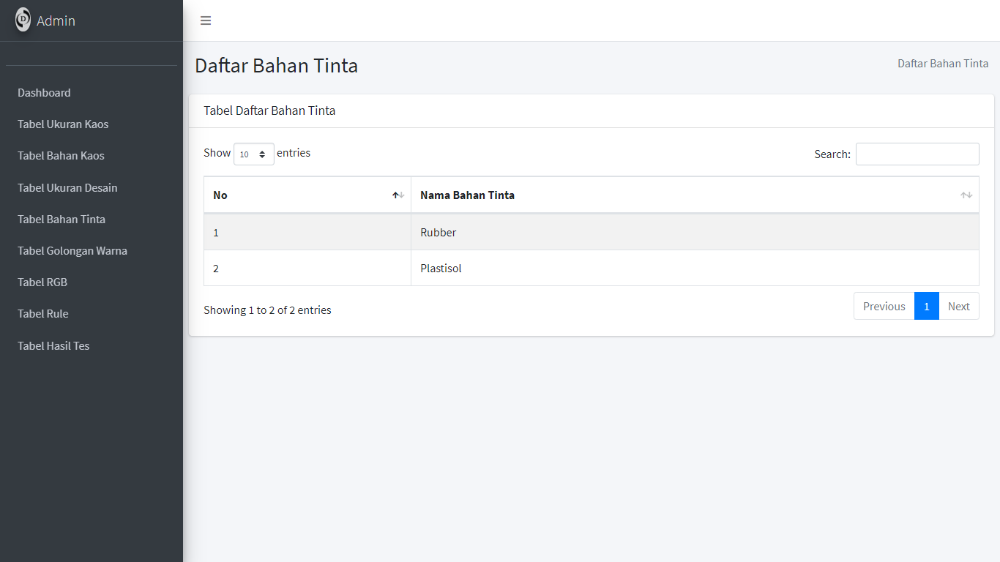 D Admin
Daftar Bahan Tinta
Daftar Bahan Tinta
Dashboard
Tabel Ukuran Kaos
Tabel Bahan Kaos
Tabel Ukuran Desain
Tabel Bahan Tinta
Tabel Golongan Warna
Tabel RGB
Tabel Rule
Tabel Hasil Tes
Tabel Daftar Bahan Tinta
Show 10 entries
Search:
No Nama Bahan Tinta
1 Rubber
2 Plastisol
Showing 1 to 2 of 2 entries
Previous 1 Next